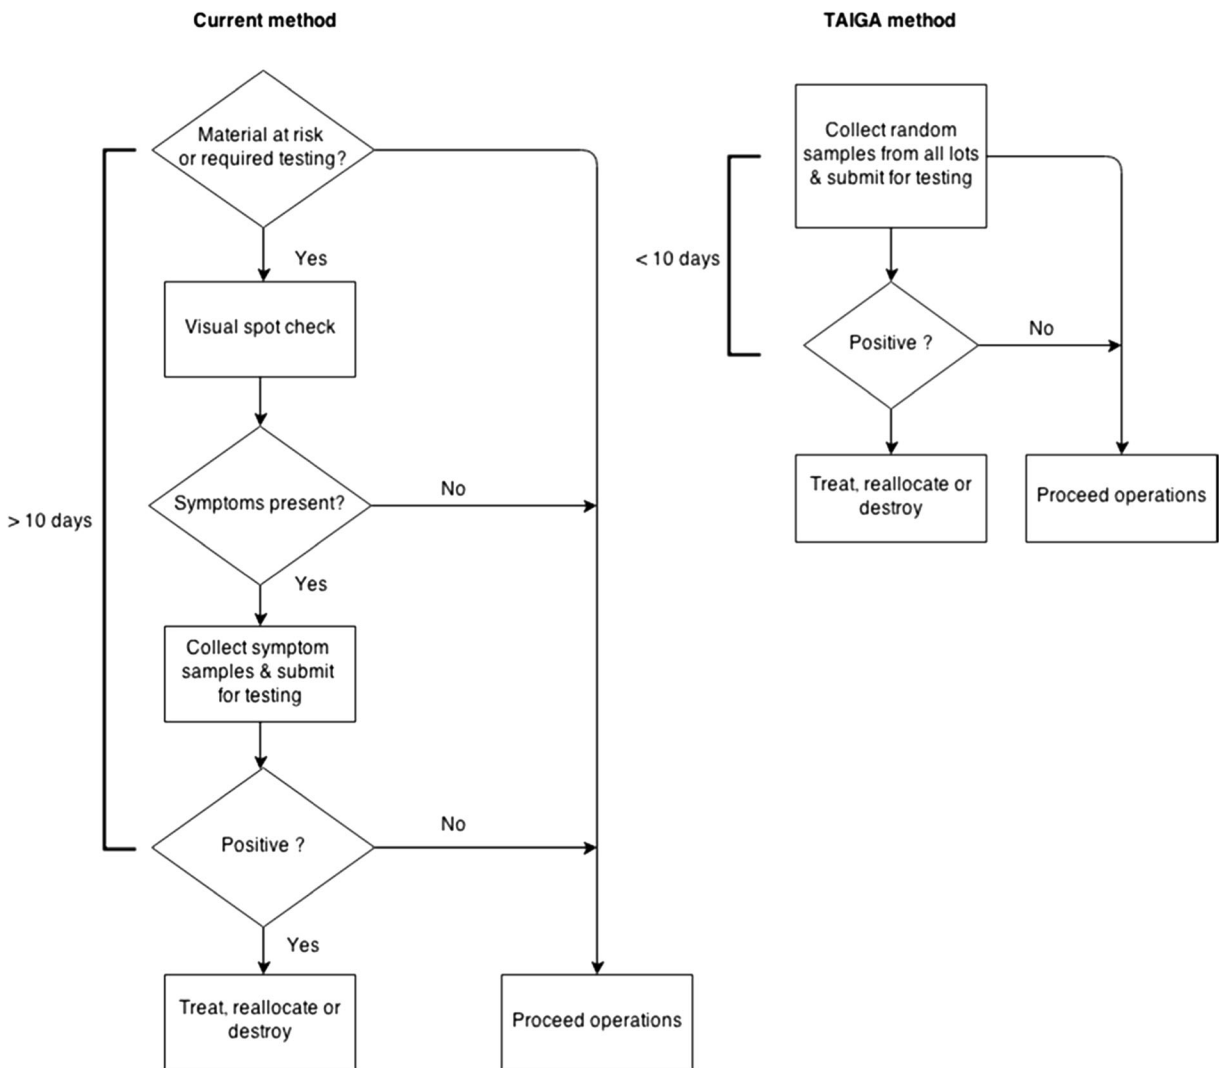 Current method
Material at risk
or required testing?
Yes
Visual spot check
Symptoms present?
No
> 10 days
Yes
Collect symptom
samples & submit
for testing
Positive ?
No
Yes
Treat, reallocate or
destroy
Proceed operations
TAIGA method
Collect random
samples from all lots
& submit for testing
< 10 days
Positive ?
No
Treat, reallocate or
destroy
Proceed operations